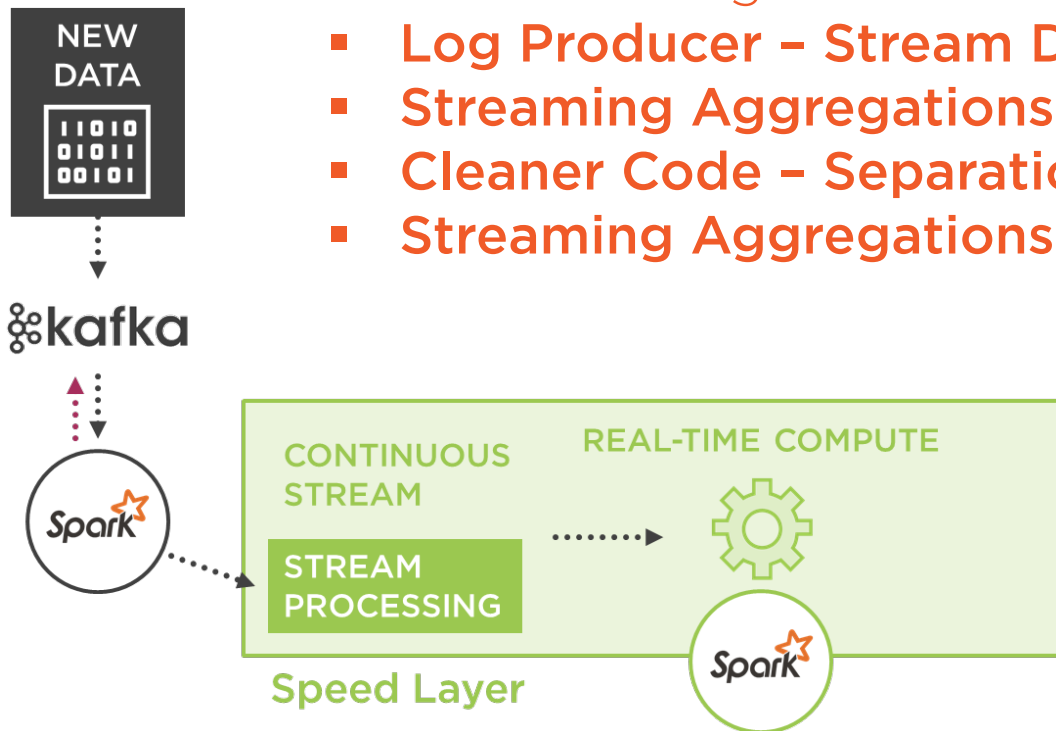 NEW
DATA
11010
01011
00101
▪ Log Producer – Stream D
▪ Streaming Aggregations
▪ Cleaner Code – Separatio
▪ Streaming Aggregations
kafka
Spark
CONTINUOUS
STREAM
REAL-TIME COMPUTE
STREAM
PROCESSING
Spark
Speed Layer